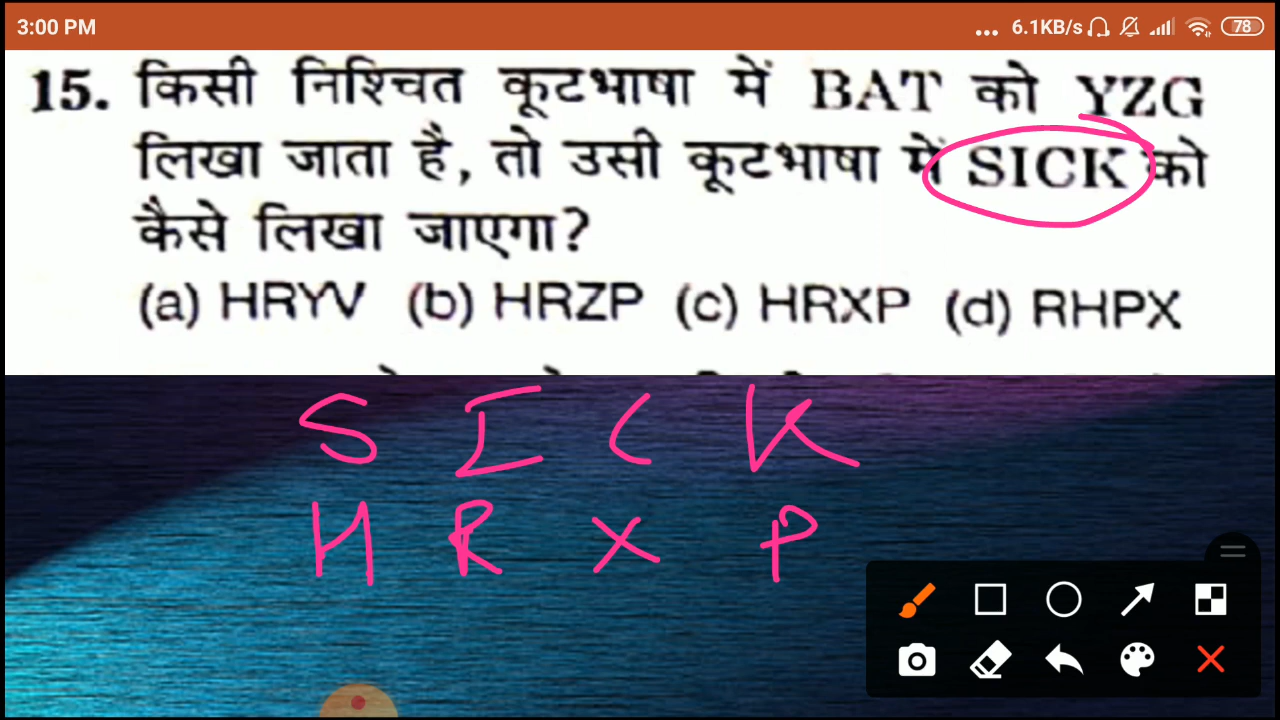 3:00 PM ... 6.1KB/s 78
15. किसी निश्चित कूटभाषा में BAT को YZG
लिखा जाता है, तो उसी कूटभाषा में SICK को
कैसे लिखा जाएगा?
(a) HRYV (b) HRZP (c) HRXP (d) RHPX
S I C K
H R X P